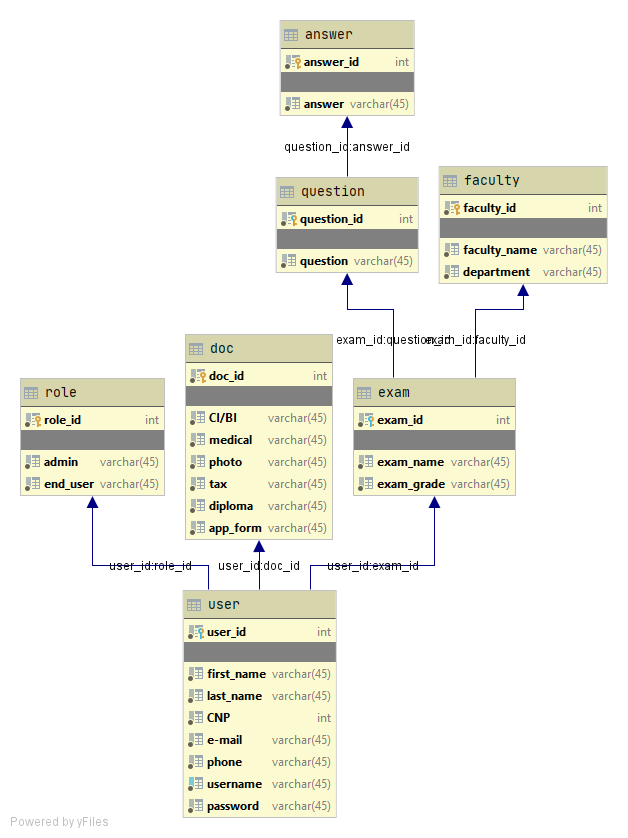 answer
answer_id int
answer varchar(45)
question_id:answer_id
question
question_id int
question varchar(45)
faculty
faculty_id int
faculty_name varchar(45)
department varchar(45)
exam_id:question_id
exam_id:faculty_id
doc
doc_id int
CI/BI varchar(45)
medical varchar(45)
photo varchar(45)
tax varchar(45)
diploma varchar(45)
app_form varchar(45)
role
role_id int
admin varchar(45)
end_user varchar(45)
exam
exam_id int
exam_name varchar(45)
exam_grade varchar(45)
user_id:role_id
user_id:doc_id
user_id:exam_id
user
user_id int
first_name varchar(45)
last_name varchar(45)
CNP int
e-mail varchar(45)
phone varchar(45)
username varchar(45)
password varchar(45)
Powered by yFiles